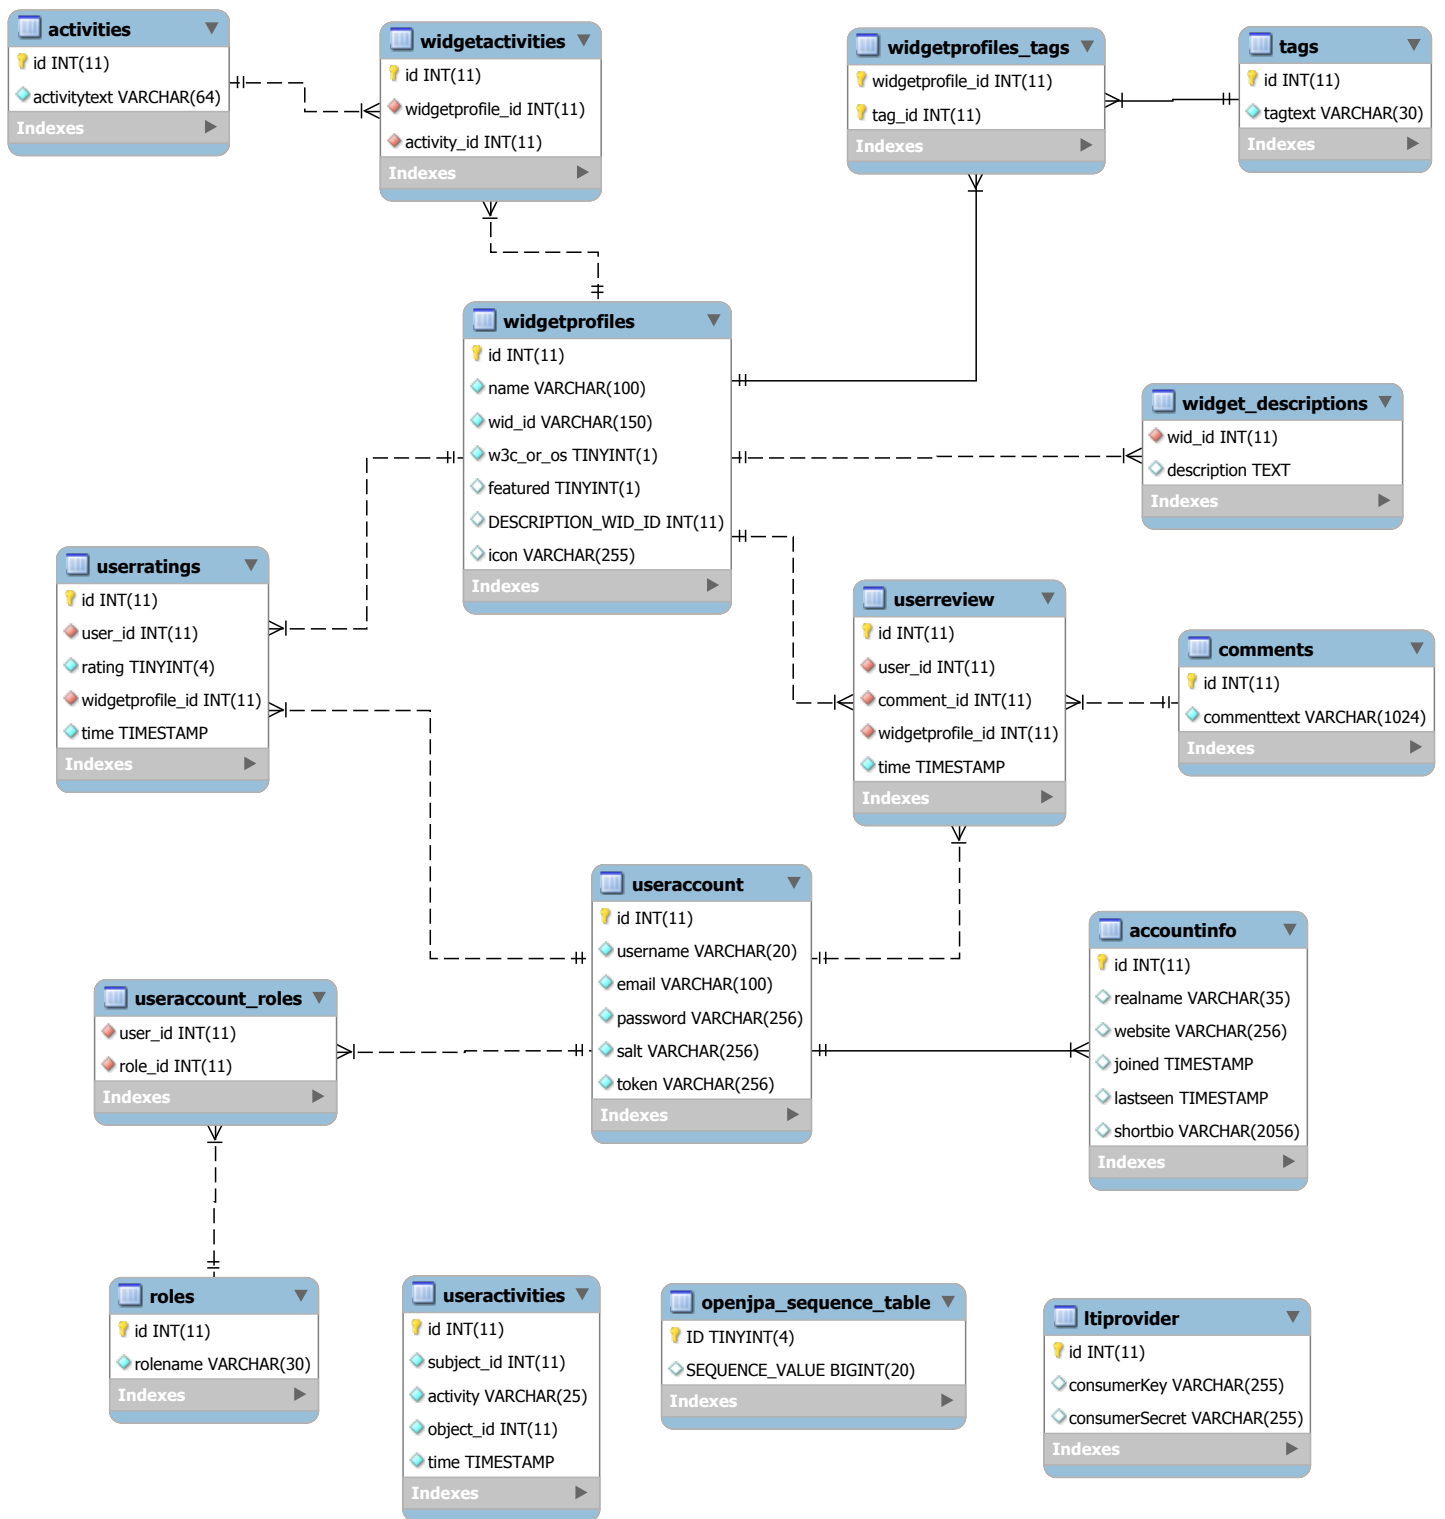 activities
id INT(11)
activitytext VARCHAR(64)
Indexes
widgetactivities
id INT(11)
widgetprofile_id INT(11)
activity_id INT(11)
Indexes
widgetprofiles_tags
widgetprofile_id INT(11)
tag_id INT(11)
Indexes
tags
id INT(11)
tagtext VARCHAR(30)
Indexes
widgetprofiles
id INT(11)
name VARCHAR(100)
wid_id VARCHAR(150)
w3c_or_os TINYINT(1)
featured TINYINT(1)
DESCRIPTION_WID_ID INT(11)
icon VARCHAR(255)
Indexes
widget_descriptions
wid_id INT(11)
description TEXT
Indexes
userratings
id INT(11)
user_id INT(11)
rating TINYINT(4)
widgetprofile_id INT(11)
time TIMESTAMP
Indexes
userreview
id INT(11)
user_id INT(11)
comment_id INT(11)
widgetprofile_id INT(11)
time TIMESTAMP
Indexes
comments
id INT(11)
commenttext VARCHAR(1024)
Indexes
useraccount
id INT(11)
username VARCHAR(20)
email VARCHAR(100)
password VARCHAR(256)
salt VARCHAR(256)
token VARCHAR(256)
Indexes
accountinfo
id INT(11)
realname VARCHAR(35)
website VARCHAR(256)
joined TIMESTAMP
lastseen TIMESTAMP
shortbio VARCHAR(2056)
Indexes
useraccount_roles
user_id INT(11)
role_id INT(11)
Indexes
roles
id INT(11)
rolename VARCHAR(30)
Indexes
useractivities
id INT(11)
subject_id INT(11)
activity VARCHAR(25)
object_id INT(11)
time TIMESTAMP
Indexes
openjpa_sequence_table
ID TINYINT(4)
SEQUENCE_VALUE BIGINT(20)
Indexes
ltiprovider
id INT(11)
consumerKey VARCHAR(255)
consumerSecret VARCHAR(255)
Indexes